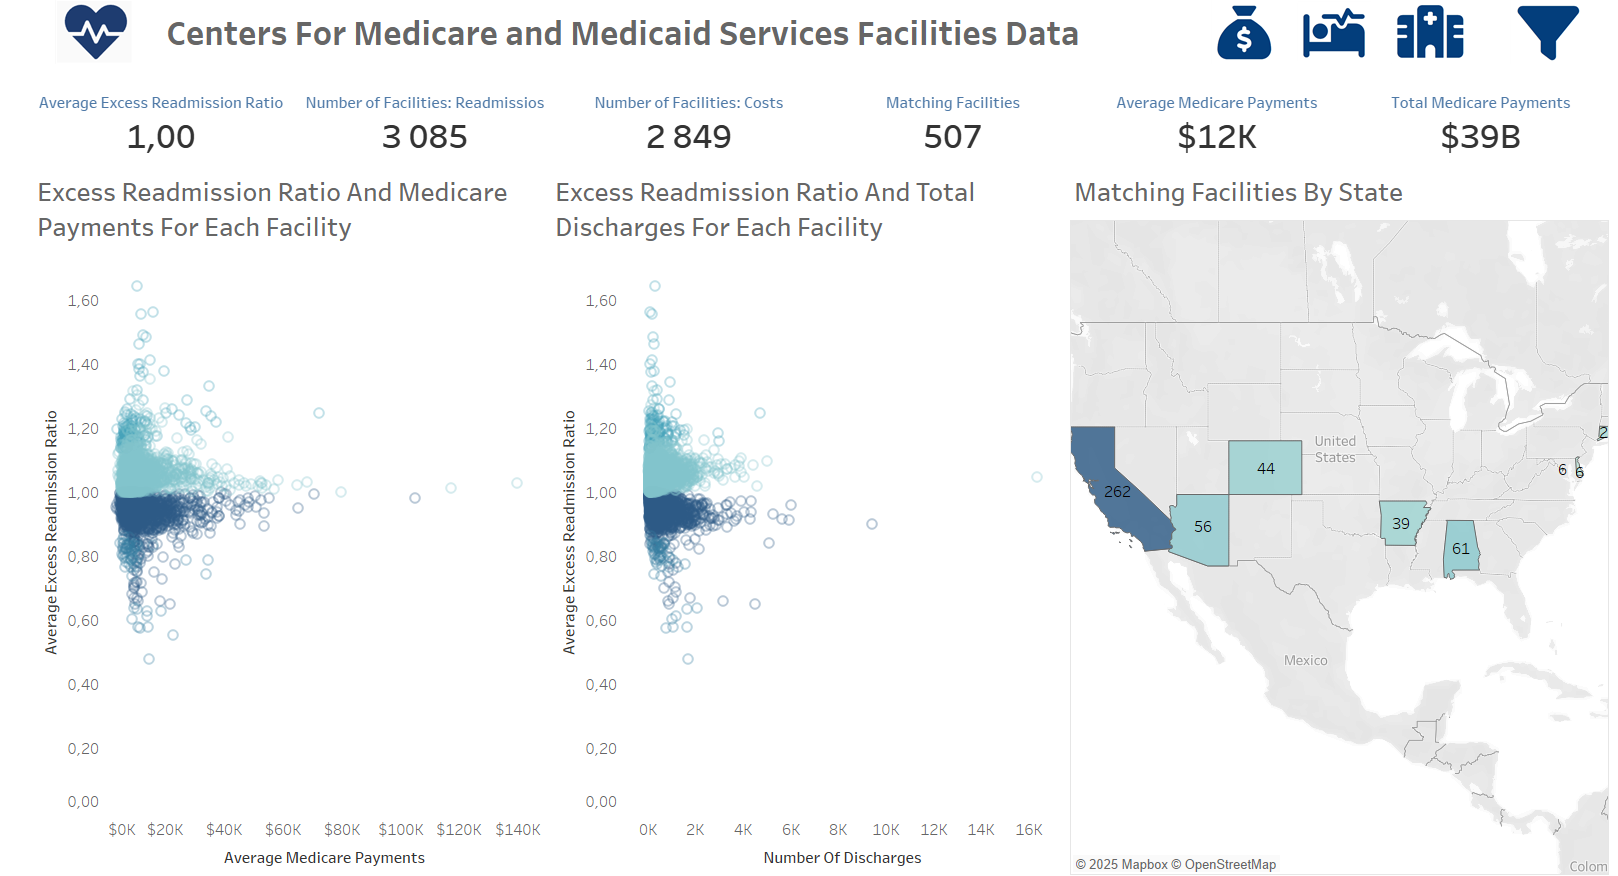 Centers For Medicare and Medicaid Services Facilities Data
$
Average Excess Readmission Ratio
1,00
Number of Facilities: Readmissios
3 085
Number of Facilities: Costs
2 849
Matching Facilities
507
Average Medicare Payments
$12K
Total Medicare Payments
$39B
Excess Readmission Ratio And Medicare
Payments For Each Facility
Average Excess Readmission Ratio
1,60
1,40
1,20
1,00
0,80
0,60
0,40
0,20
0,00
$0K $20K $40K $60K $80K $100K $120K $140K
Average Medicare Payments
Excess Readmission Ratio And Total
Discharges For Each Facility
Average Excess Readmission Ratio
1,60
1,40
1,20
1,00
0,80
0,60
0,40
0,20
0,00
0K 2K 4K 6K 8K 10K 12K 14K 16K
Number Of Discharges
Matching Facilities By State
United
States
2
44
6
6
262
56
39
61
Mexico
© 2025 Mapbox © OpenStreetMap
Colom